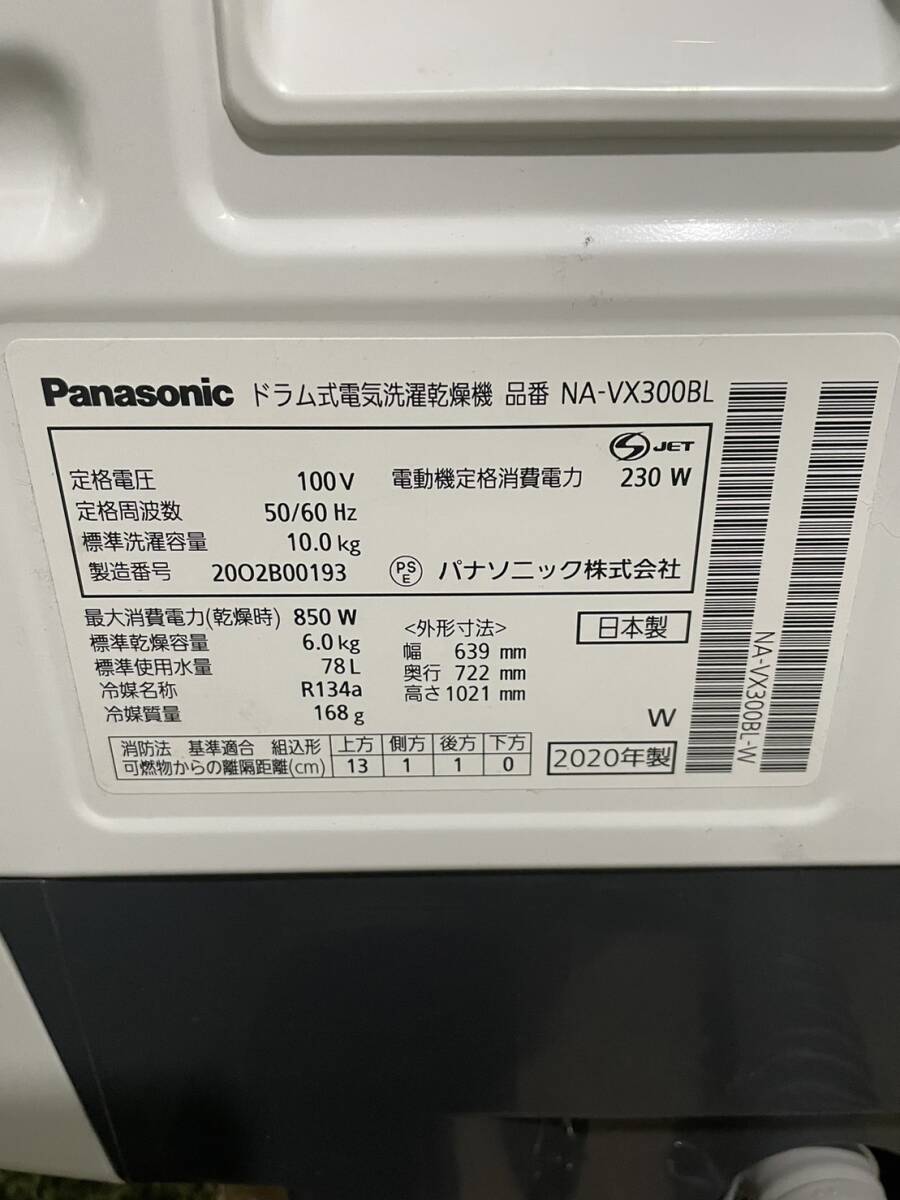 Panasonic ドラム式電気洗濯乾燥機 品番 NA-VX300BL
S JET
定格電圧 100V 電動機定格消費電力 230 W
定格周波数 50/60 Hz
標準洗濯容量 10.0kg
製造番号 20O2B00193 PSE パナソニック株式会社
最大消費電力(乾燥時) 850 W
標準乾燥容量 6.0kg
標準使用水量 78L
冷媒名称 R134a
冷媒質量 168g
<外形寸法>
幅 639 mm
奥行 722 mm
高さ 1021 mm
日本製
W
消防法 基準適合 組込形 上方 側方 後方 下方
可燃物からの離隔距離(cm) 13 1 1 0
2020年製
NA-VX300BL-W